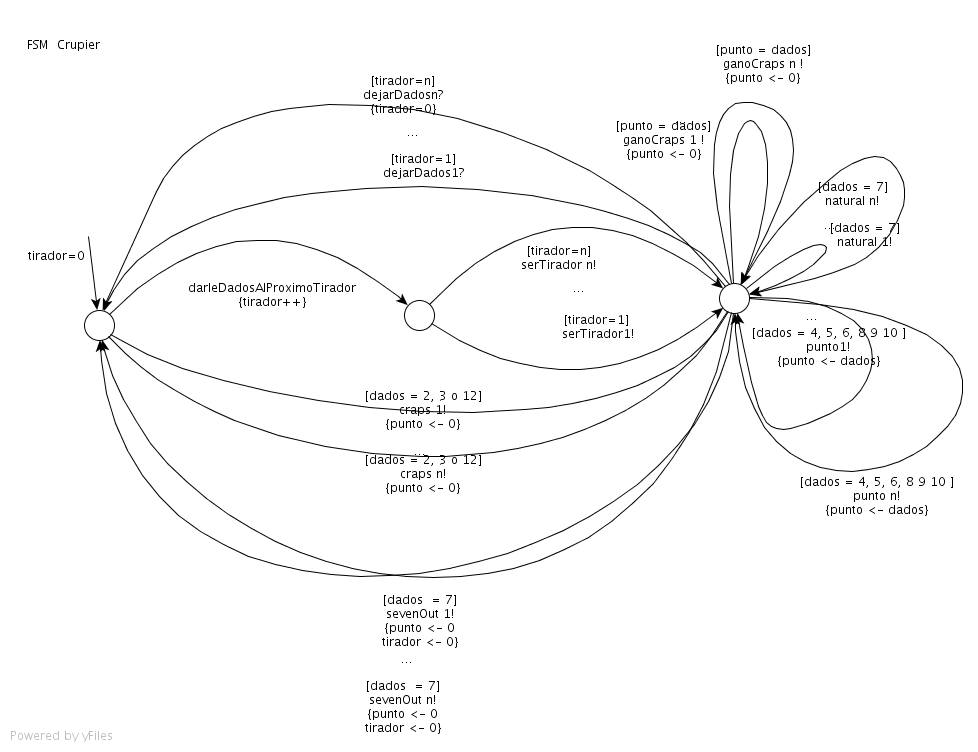 FSM Crupier
[tirador=n]
dejarDadosn?
{tirador=0}
...
[tirador=1]
dejarDados1?
[punto = dados]
ganoCraps n !
{punto <- 0}
[punto = dados]
ganoCraps 1 !
{punto <- 0}
[dados = 7]
natural n!
...
[dados = 7]
natural 1!
tirador=0
darleDadosAlProximoTirador
{tirador++}
[tirador=n]
serTirador n!
...
[tirador=1]
serTirador1!
...
[dados = 4, 5, 6, 8 9 10 ]
punto1!
{punto <- dados}
[dados = 2, 3 o 12]
craps 1!
{punto <- 0}
...
[dados = 2, 3 o 12]
craps n!
{punto <- 0}
[dados = 4, 5, 6, 8 9 10 ]
punto n!
{punto <- dados}
[dados = 7]
sevenOut 1!
{punto <- 0
tirador <- 0}
...
[dados = 7]
sevenOut n!
{punto <- 0
tirador <- 0}
Powered by yFiles